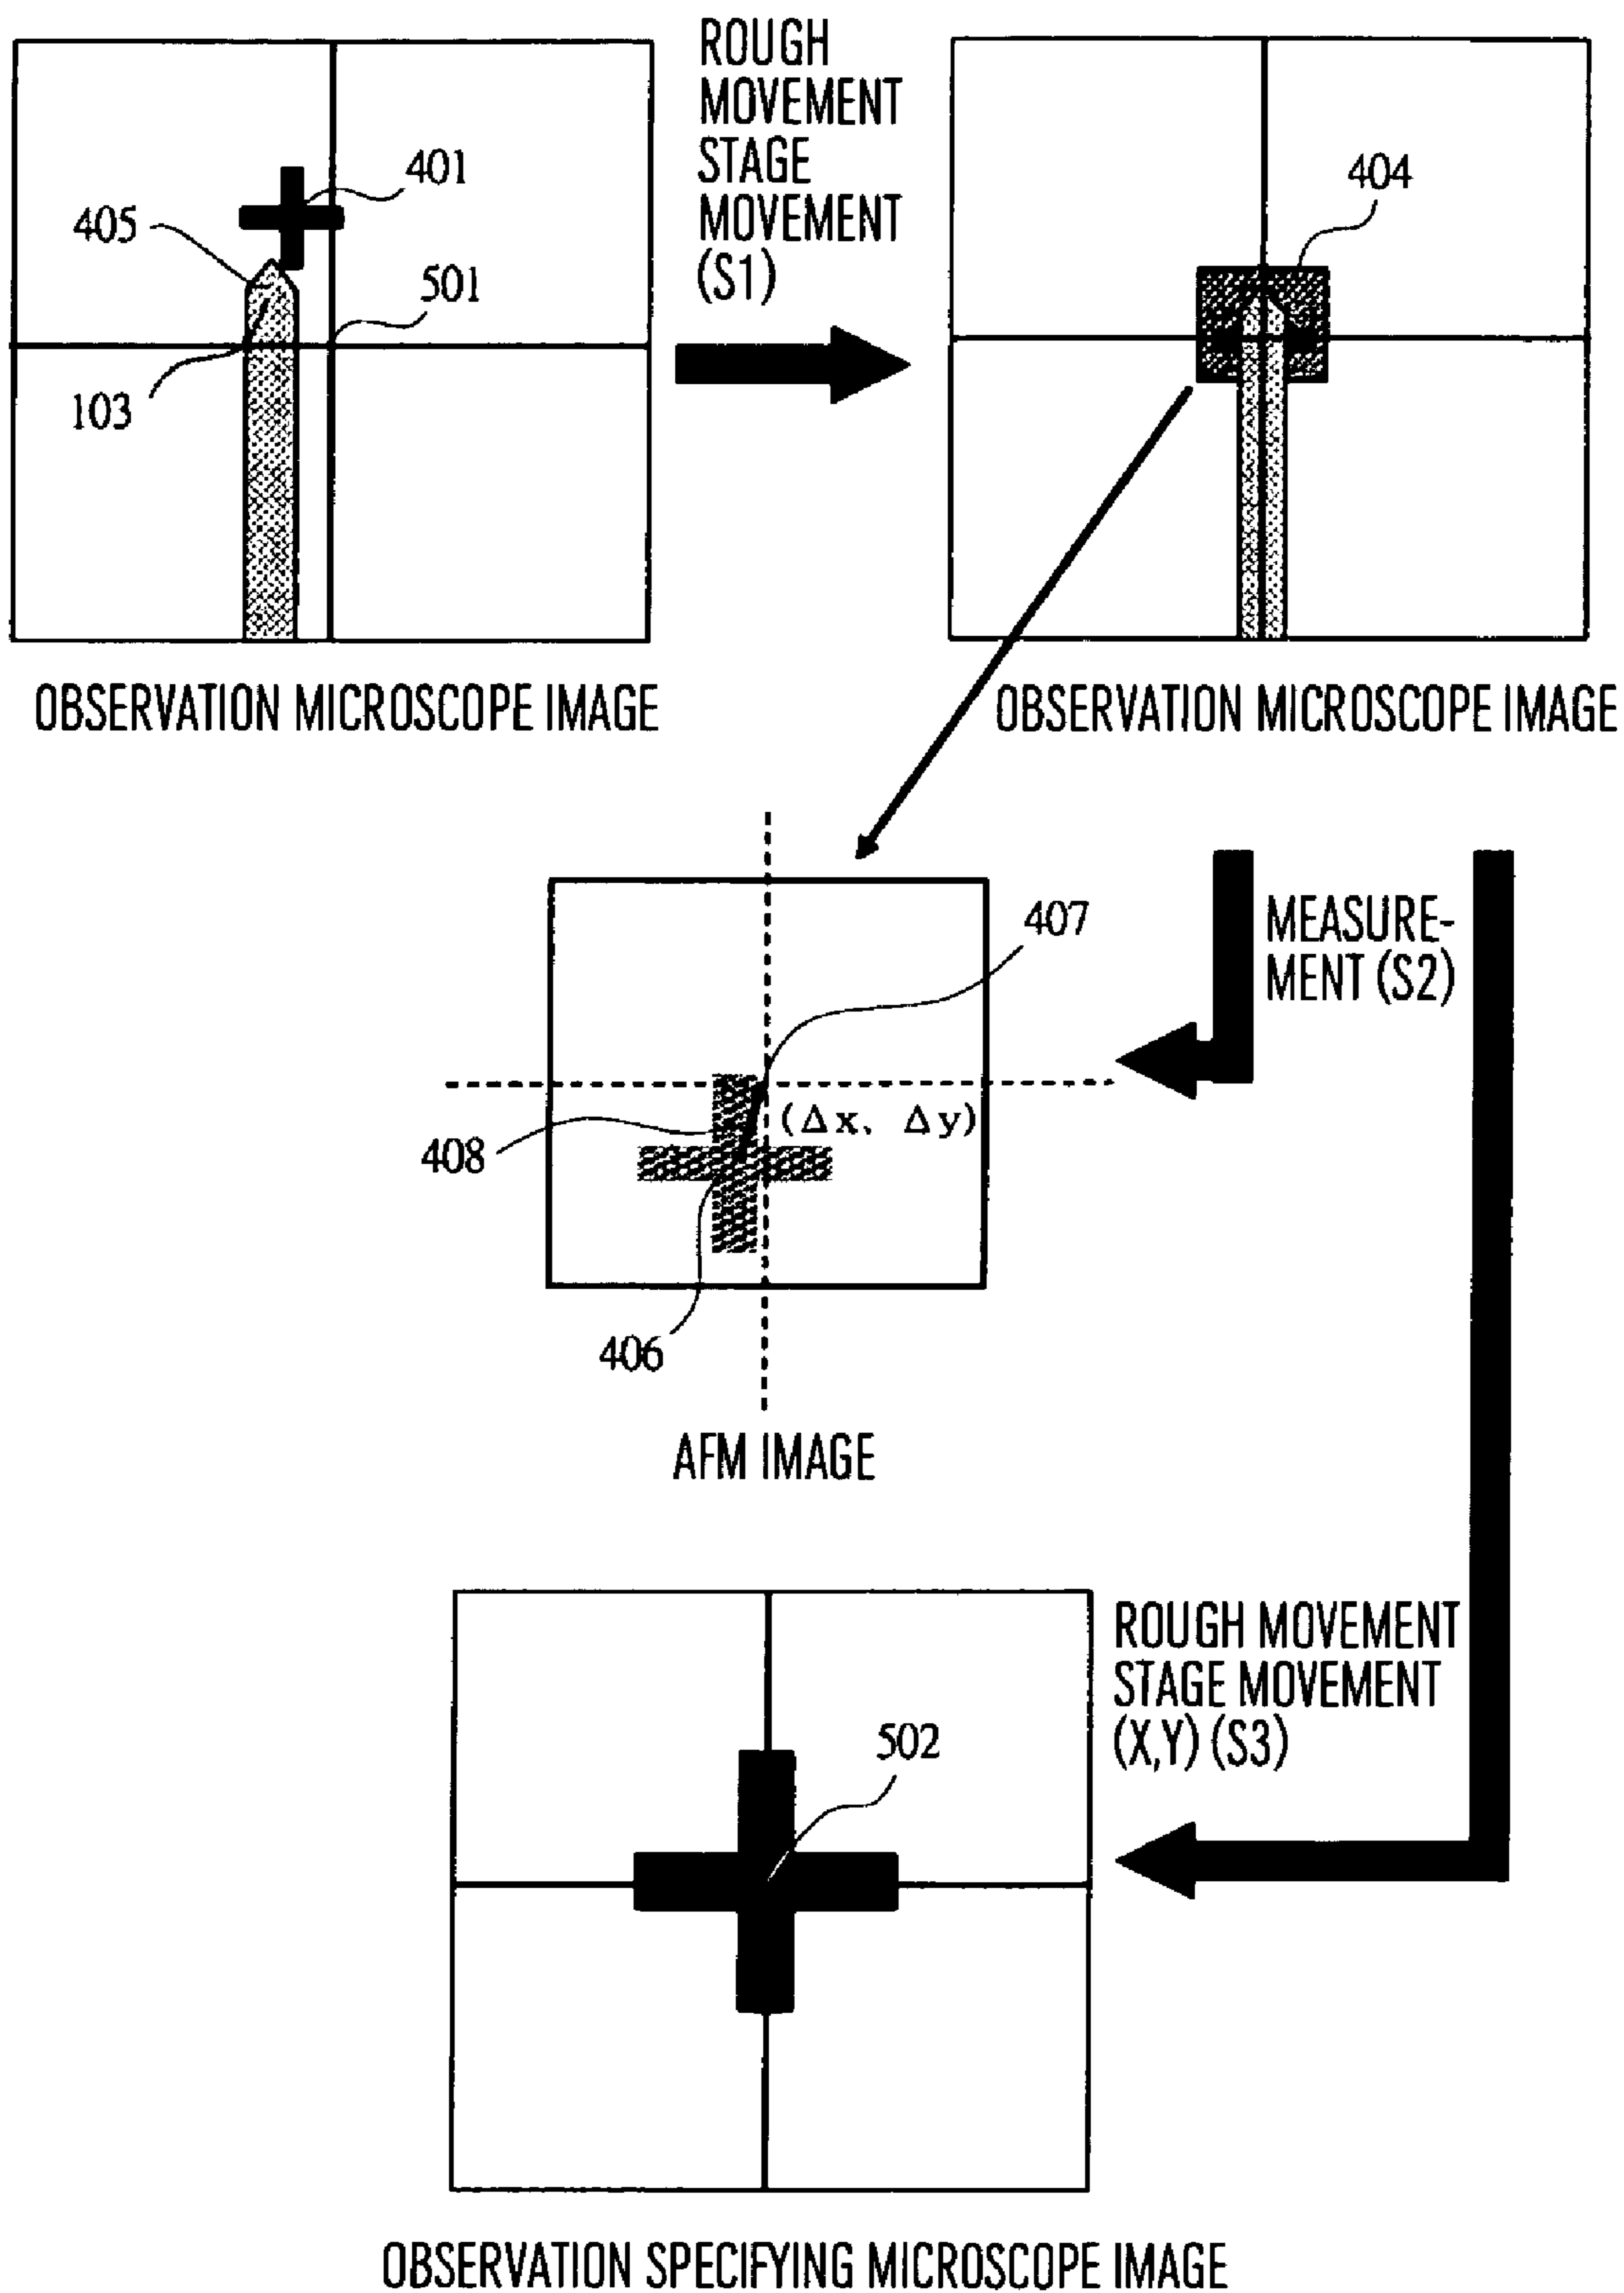 ROUGH
MOVEMENT
STAGE
MOVEMENT
(S1)
401
405
501
103
404
OBSERVATION MICROSCOPE IMAGE
OBSERVATION MICROSCOPE IMAGE
407
MEASURE-
MENT (S2)
(Δx、Δy)
408
406
AFM IMAGE
ROUGH MOVEMENT
STAGE MOVEMENT
(X,Y) (S3)
502
OBSERVATION SPECIFYING MICROSCOPE IMAGE